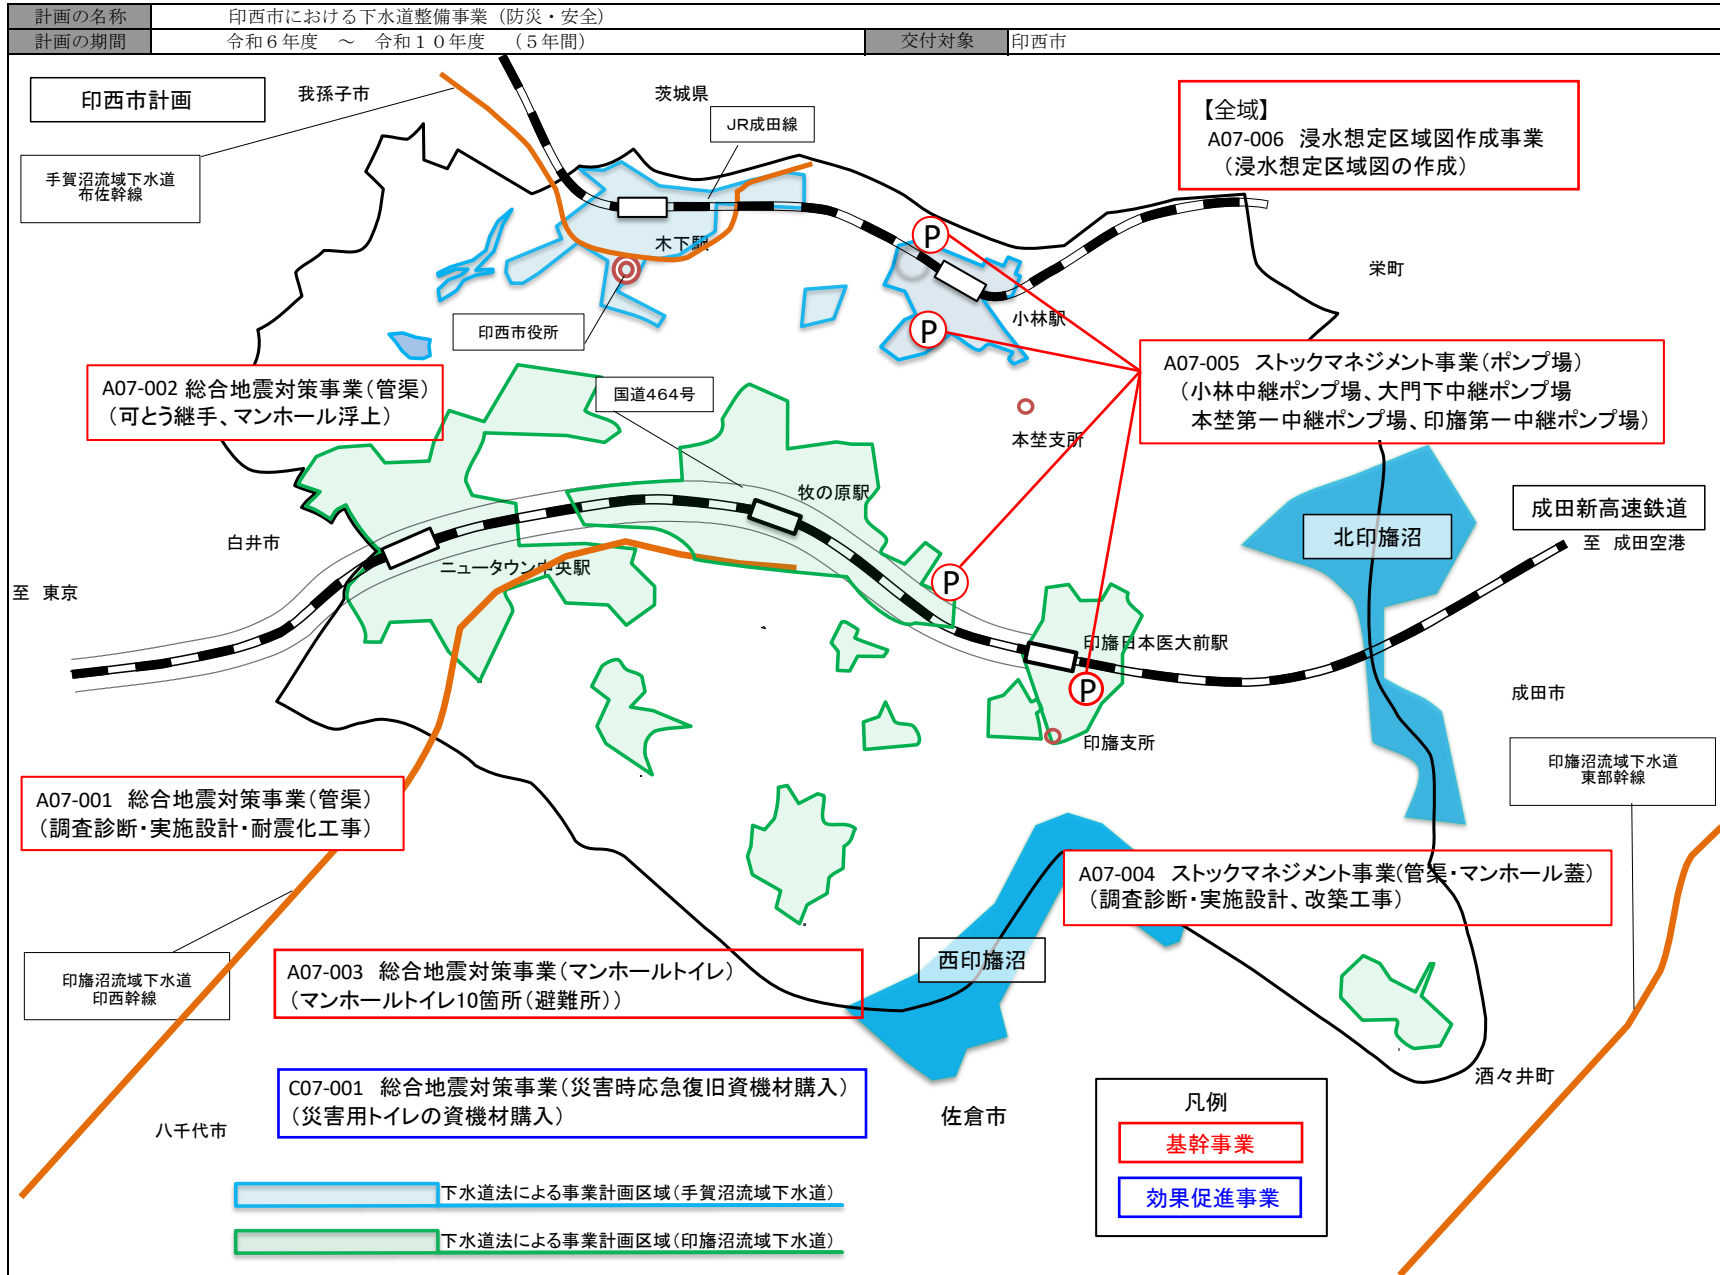 計画の名称 印西市における下水道整備事業（防災・安全）
計画の期間 令和６年度 ～ 令和１０年度 （５年間） 交付対象 印西市
印西市計画
我孫子市
茨城県
JR成田線
【全域】
A07-006 浸水想定区域図作成事業
（浸水想定区域図の作成）
手賀沼流域下水道
布佐幹線
木下駅
P
栄町
印西市役所
P
小林駅
A07-002 総合地震対策事業（管渠）
（可とう継手、マンホール浮上）
国道464号
A07-005 ストックマネジメント事業（ポンプ場）
（小林中継ポンプ場、大門下中継ポンプ場
本埜第一中継ポンプ場、印旛第一中継ポンプ場）
本埜支所
牧の原駅
成田新高速鉄道
至 成田空港
北印旛沼
白井市
ニュータウン中央駅
P
至 東京
印旛日本医大前駅
P
成田市
印旛支所
印旛沼流域下水道
東部幹線
A07-001 総合地震対策事業（管渠）
（調査診断・実施設計・耐震化工事）
A07-004 ストックマネジメント事業（管渠・マンホール蓋）
（調査診断・実施設計、改築工事）
西印旛沼
印旛沼流域下水道
印西幹線
A07-003 総合地震対策事業（マンホールトイレ）
（マンホールトイレ10箇所（避難所））
C07-001 総合地震対策事業（災害時応急復旧資機材購入）
（災害用トイレの資機材購入）
酒々井町
佐倉市
八千代市
凡例
基幹事業
効果促進事業
下水道法による事業計画区域（手賀沼流域下水道）
下水道法による事業計画区域（印旛沼流域下水道）